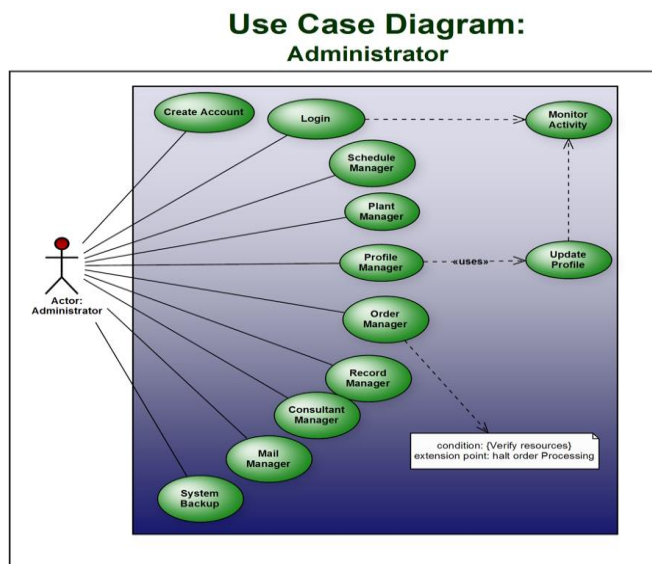 Use Case Diagram:
Administrator
Create Account
Login
Monitor
Activity
Schedule
Manager
Plant
Manager
Profile
Manager
«uses»
Update
Profile
Actor:
Administrator
Order
Manager
Record
Manager
Consultant
Manager
condition: {Verify resources}
extension point: halt order Processing
Mail
Manager
System
Backup